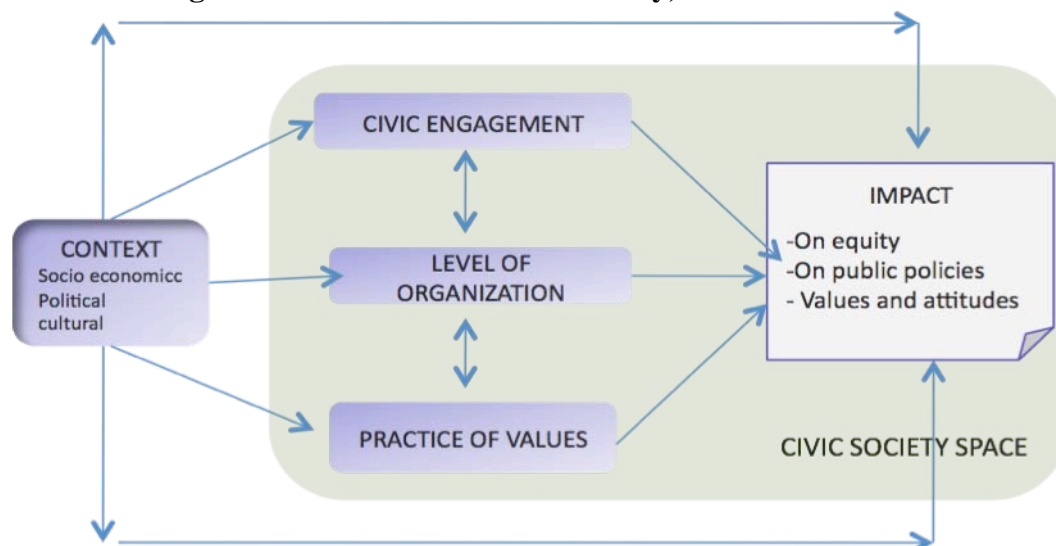 CIVIC ENGAGEMENT
CONTEXT
Socio economicc
Political
cultural
LEVEL OF
ORGANIZATION
PRACTICE OF VALUES
IMPACT
-On equity
-On public policies
- Values and attitudes
CIVIC SOCIETY SPACE